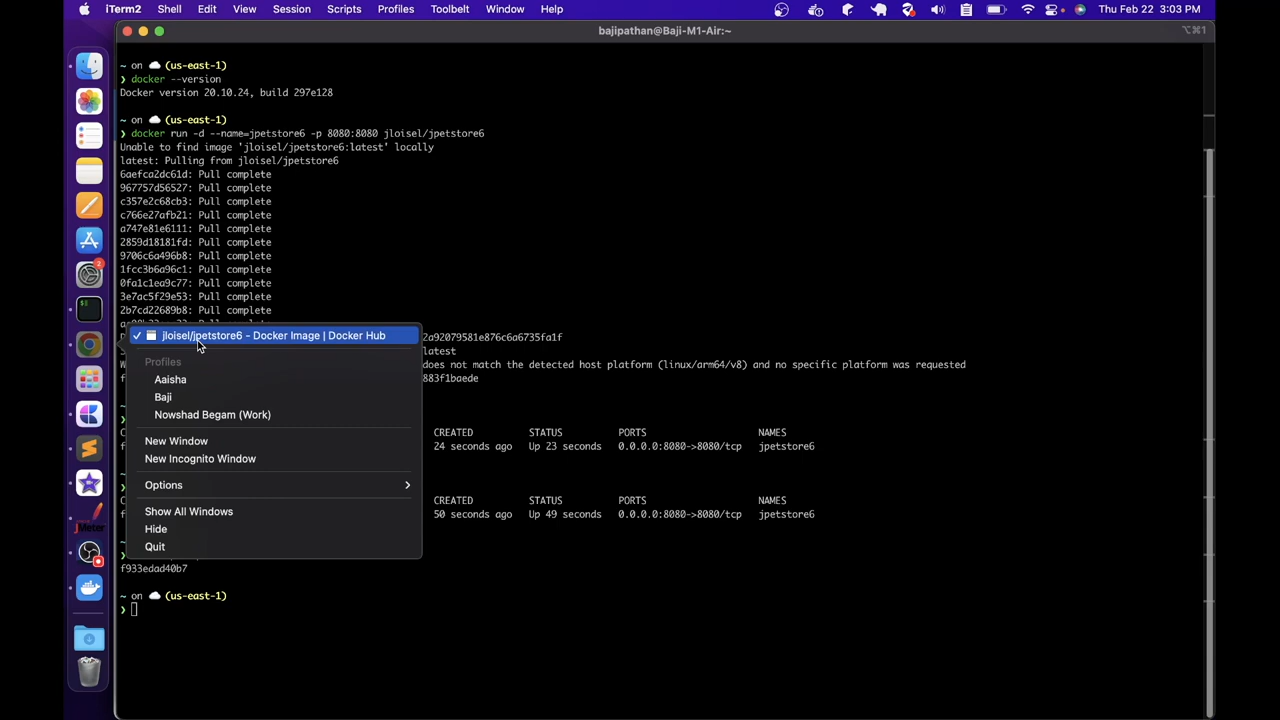 iTerm2 Shell Edit View Session Scripts Profiles Toolbelt Window Help Thu Feb 22 3:03 PM
bajipathan@Baji-M1-Air:~ ⌥⌘1
~ on ☁️ (us-east-1)
❯ docker --version
Docker version 20.10.24, build 297e128
~ on ☁️ (us-east-1)
❯ docker run -d --name=jpetstore6 -p 8080:8080 jloisel/jpetstore6
Unable to find image 'jloisel/jpetstore6:latest' locally
latest: Pulling from jloisel/jpetstore6
6aefca2dc61d: Pull complete
967757d56527: Pull complete
c357e2c68cb3: Pull complete
c766e27afb21: Pull complete
a747e81e6111: Pull complete
2859d18181fd: Pull complete
9706c6a496b8: Pull complete
1fcc3b6a96c1: Pull complete
0fa1c1ea9c77: Pull complete
3e7ac5f29e53: Pull complete
2b7cd22689b8: Pull complete
✓ jloisel/jpetstore6 - Docker Image | Docker Hub
2a92079581e876c6a6735fa1f
latest
does not match the detected host platform (linux/arm64/v8) and no specific platform was requested
883f1baede
Profiles
Aaisha
Baji
Nowshad Begam (Work)
New Window
New Incognito Window
Options
Show All Windows
Hide
Quit
CREATED STATUS PORTS NAMES
24 seconds ago Up 23 seconds 0.0.0.0:8080->8080/tcp jpetstore6
CREATED STATUS PORTS NAMES
50 seconds ago Up 49 seconds 0.0.0.0:8080->8080/tcp jpetstore6
f933edad40b7
~ on ☁️ (us-east-1)
❯
2
JMeter